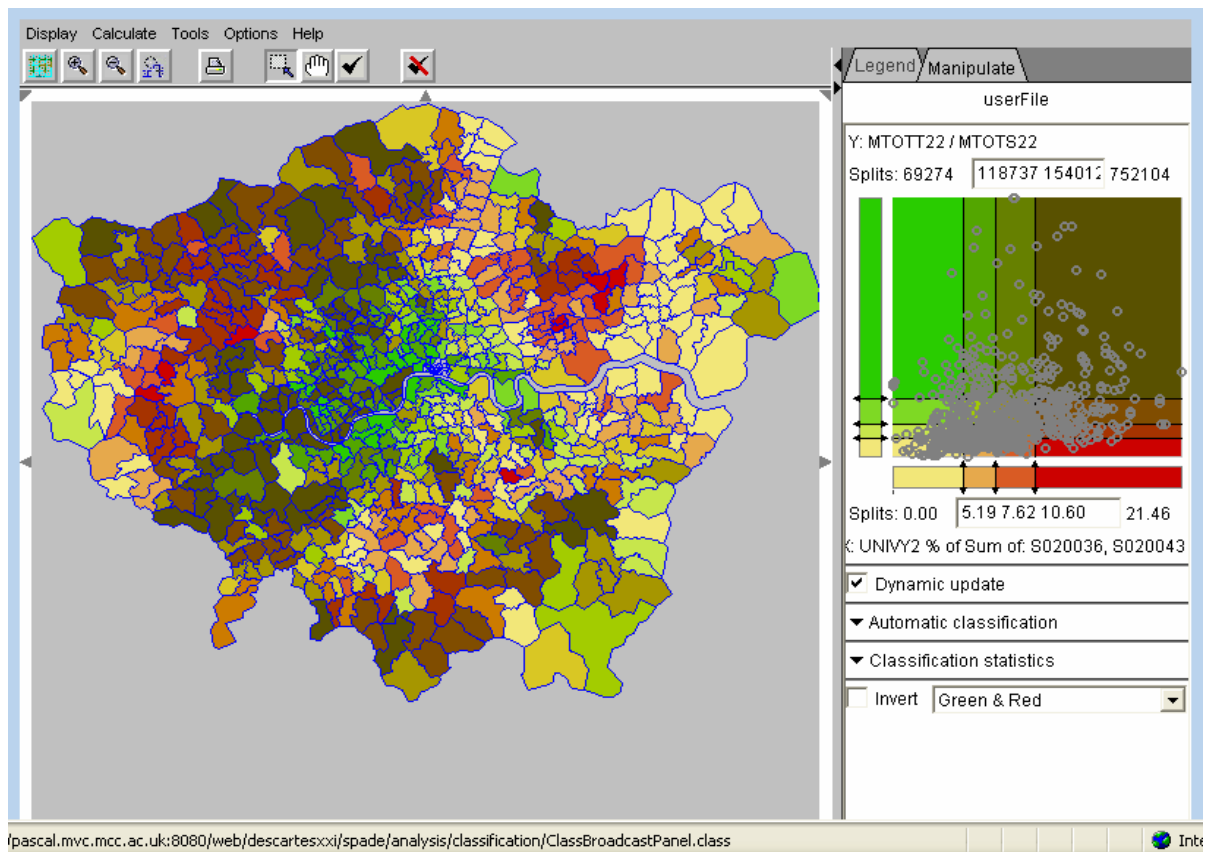 Display Calculate Tools Options Help
Legend Manipulate
userFile
Y: MTOTT22 / MTOTS22
Splits: 69274 118737 154012 752104
Splits: 0.00 5.19 7.62 10.60 21.46
X: UNIVY2 % of Sum of: S020036, S020043
Dynamic update
Automatic classification
Classification statistics
Invert Green & Red
/pascal.mvc.mcc.ac.uk:8080/web/descartesxxi/spade/analysis/classification/ClassBroadcastPanel.class
Inte